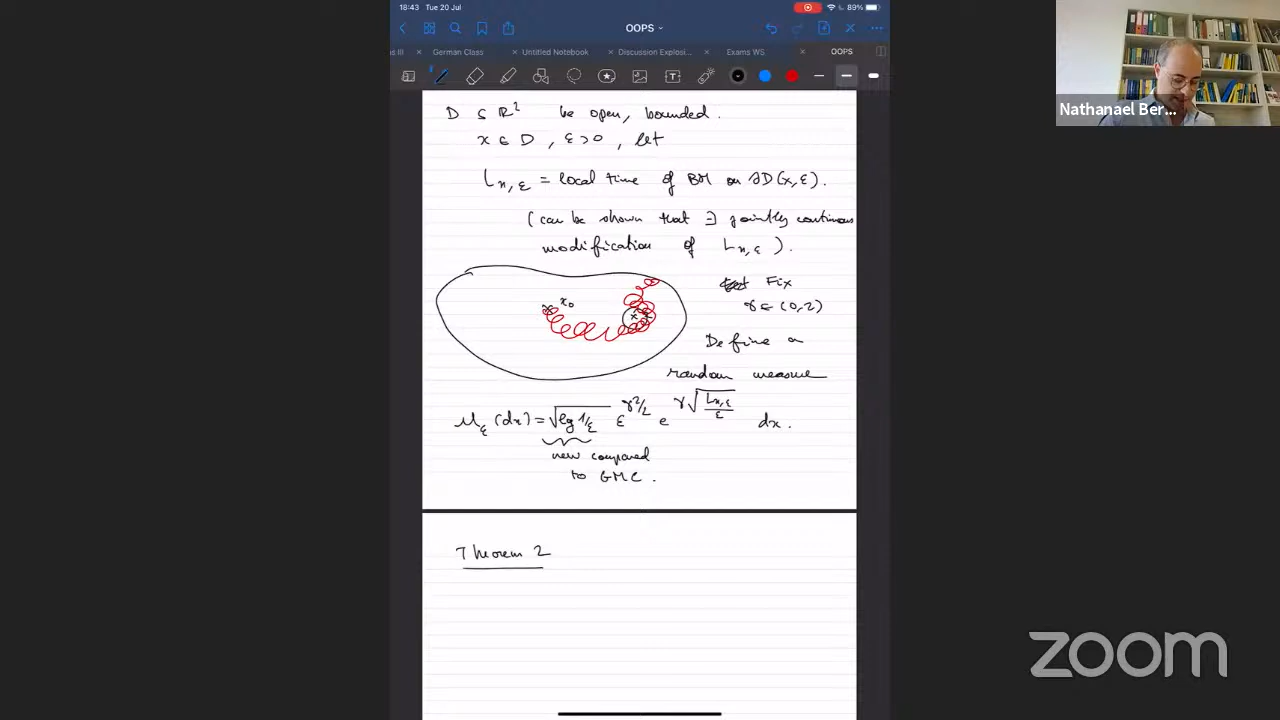 18:43 Tue 20 Jul
89%
OOPS
s III
German Class
Untitled Notebook
Discussion Explosi...
Exams WS
OOPS
D ⊆ ℝ² be open, bounded.
x ∈ D, ε > 0, let
L_{x,ε} = local time of BM on ∂D(x,ε).
(can be shown that ∃ jointly continuous
modification of L_{x,ε}).
x₀
x
ε
Fix
γ ∈ (0,2)
Define a
random measure
μ_ε(dx) = √(log 1/ε) ε^{γ²/2} e^{γ√(L_{x,ε}/ε)} dx.
new compared
to GMC.
Theorem 2
Nathanael Ber...
zoom